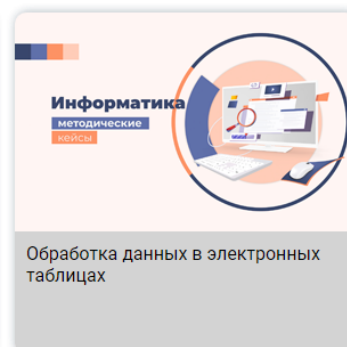 Информатика
методические
кейсы
Обработка данных в электронных
таблицах